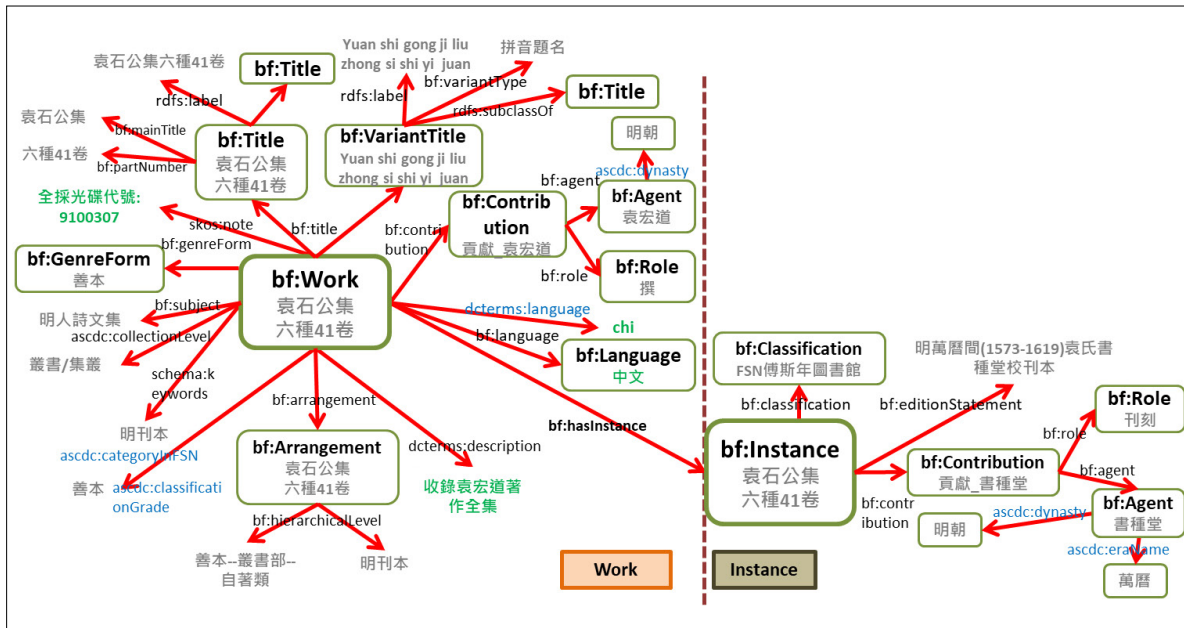 袁石公集六種41卷
bf:Title
rdfs:label
袁石公集
bf:mainTitle
六種41卷
bf:partNumber
bf:Title
袁石公集
六種41卷
Yuan shi gong ji liu
zhong si shi yi juan
rdfs:label
拼音題名
bf:variantType
rdfs:subclassOf
bf:Title
bf:VariantTitle
Yuan shi gong ji liu
zhong si shi yi juan
全採光碟代號:
9100307
skos:note
bf:title
bf:genreForm
bf:GenreForm
善本
bf:Work
袁石公集
六種41卷
bf:contri
bution
bf:Contrib
ution
貢獻_袁宏道
bf:agent
明朝
ascdc:dynasty
bf:Agent
袁宏道
bf:role
bf:Role
撰
bf:subject
明人詩文集
ascdc:collectionLevel
叢書/集叢
schema:k
eywords
明刊本
ascdc:categoryInFSN
善本
ascdc:classificati
onGrade
bf:arrangement
bf:Arrangement
袁石公集
六種41卷
bf:hierarchicalLevel
善本--叢書部--
自著類
明刊本
dcterms:description
收錄袁宏道著
作全集
dcterms:language
chi
bf:language
bf:Language
中文
bf:hasInstance
Work
Instance
bf:Classification
FSN傅斯年圖書館
bf:classification
明萬曆間(1573-1619)袁氏書
種堂校刊本
bf:editionStatement
bf:Instance
袁石公集
六種41卷
bf:contr
ibution
bf:Contribution
貢獻_書種堂
bf:role
bf:Role
刊刻
bf:agent
bf:Agent
書種堂
ascdc:dynasty
明朝
ascdc:eraName
萬曆